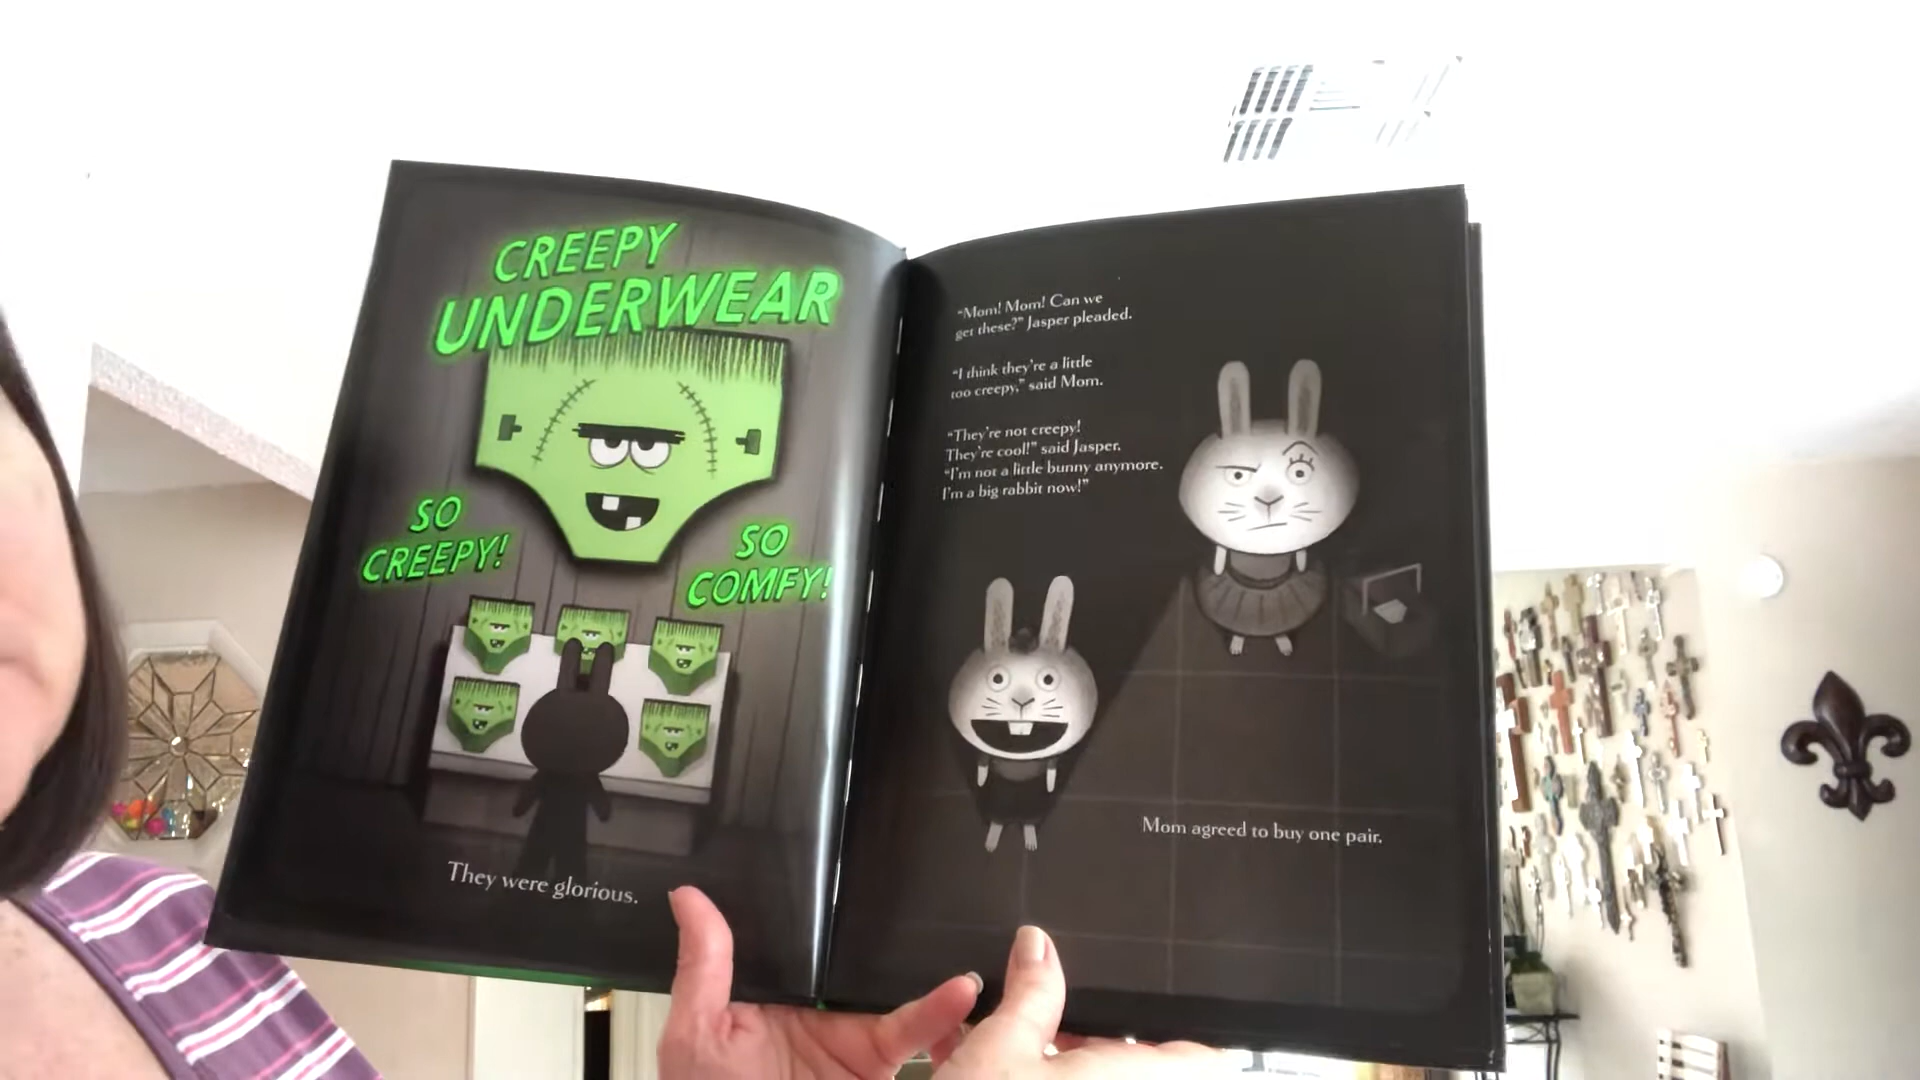 CREEPY
UNDERWEAR
SO
CREEPY!
SO
COMFY!
They were glorious.
“Mom! Mom! Can we
get these?” Jasper pleaded.
“I think they’re a little
too creepy,” said Mom.
“They’re not creepy!
They’re cool!” said Jasper.
“I’m not a little bunny anymore.
I’m a big rabbit now!”
Mom agreed to buy one pair.